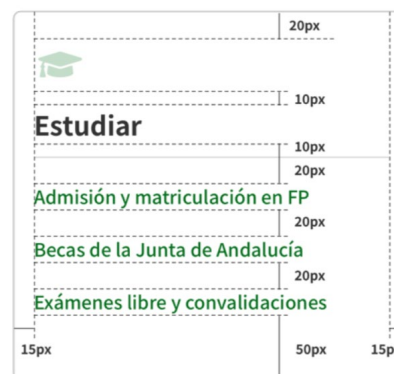 20px
10px
Estudiar
10px
20px
Admisión y matriculación en FP
20px
Becas de la Junta de Andalucía
20px
Exámenes libre y convalidaciones
15px 50px 15p